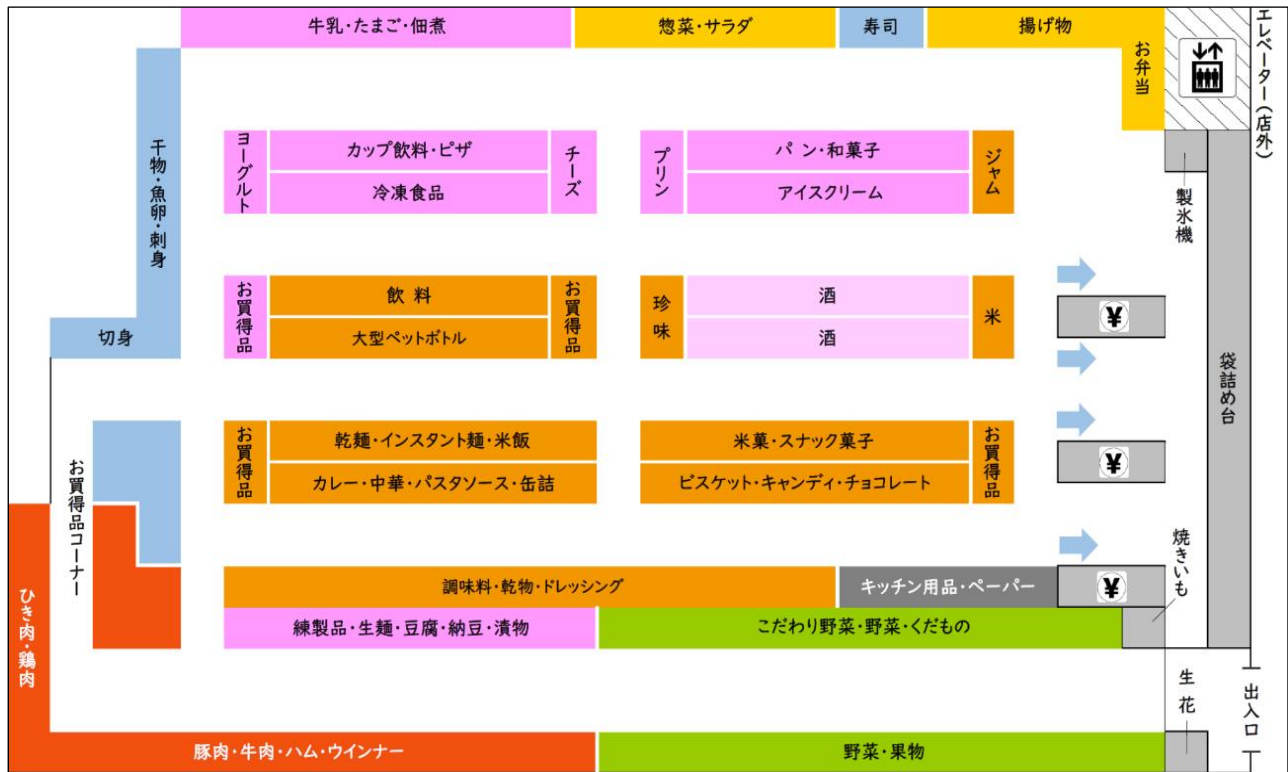 牛乳・たまご・佃煮
惣菜・サラダ
寿司
揚げ物
お弁当
エレベーター(店外)
干物・魚卵・刺身
ヨーグルト
カップ飲料・ピザ
冷凍食品
チーズ
プリン
パン・和菓子
アイスクリーム
ジャム
製氷機
お買得品
飲料
大型ペットボトル
お買得品
珍味
酒
酒
米
¥
切身
袋詰め台
お買得品コーナー
お買得品
乾麺・インスタント麺・米飯
カレー・中華・パスタソース・缶詰
米菓・スナック菓子
ビスケット・キャンディ・チョコレート
お買得品
¥
焼きいも
調味料・乾物・ドレッシング
キッチン用品・ペーパー
¥
練製品・生麺・豆腐・納豆・漬物
こだわり野菜・野菜・くだもの
ひき肉・鶏肉
生花
出入口
豚肉・牛肉・ハム・ウインナー
野菜・果物